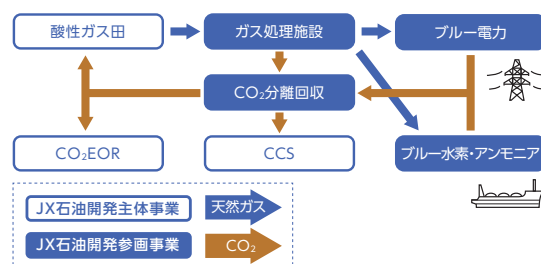 酸性ガス田
ガス処理施設
ブルー電力
CO₂分離回収
CO₂EOR
CCS
ブルー水素・アンモニア
JX石油開発主体事業
天然ガス
JX石油開発参画事業
CO₂